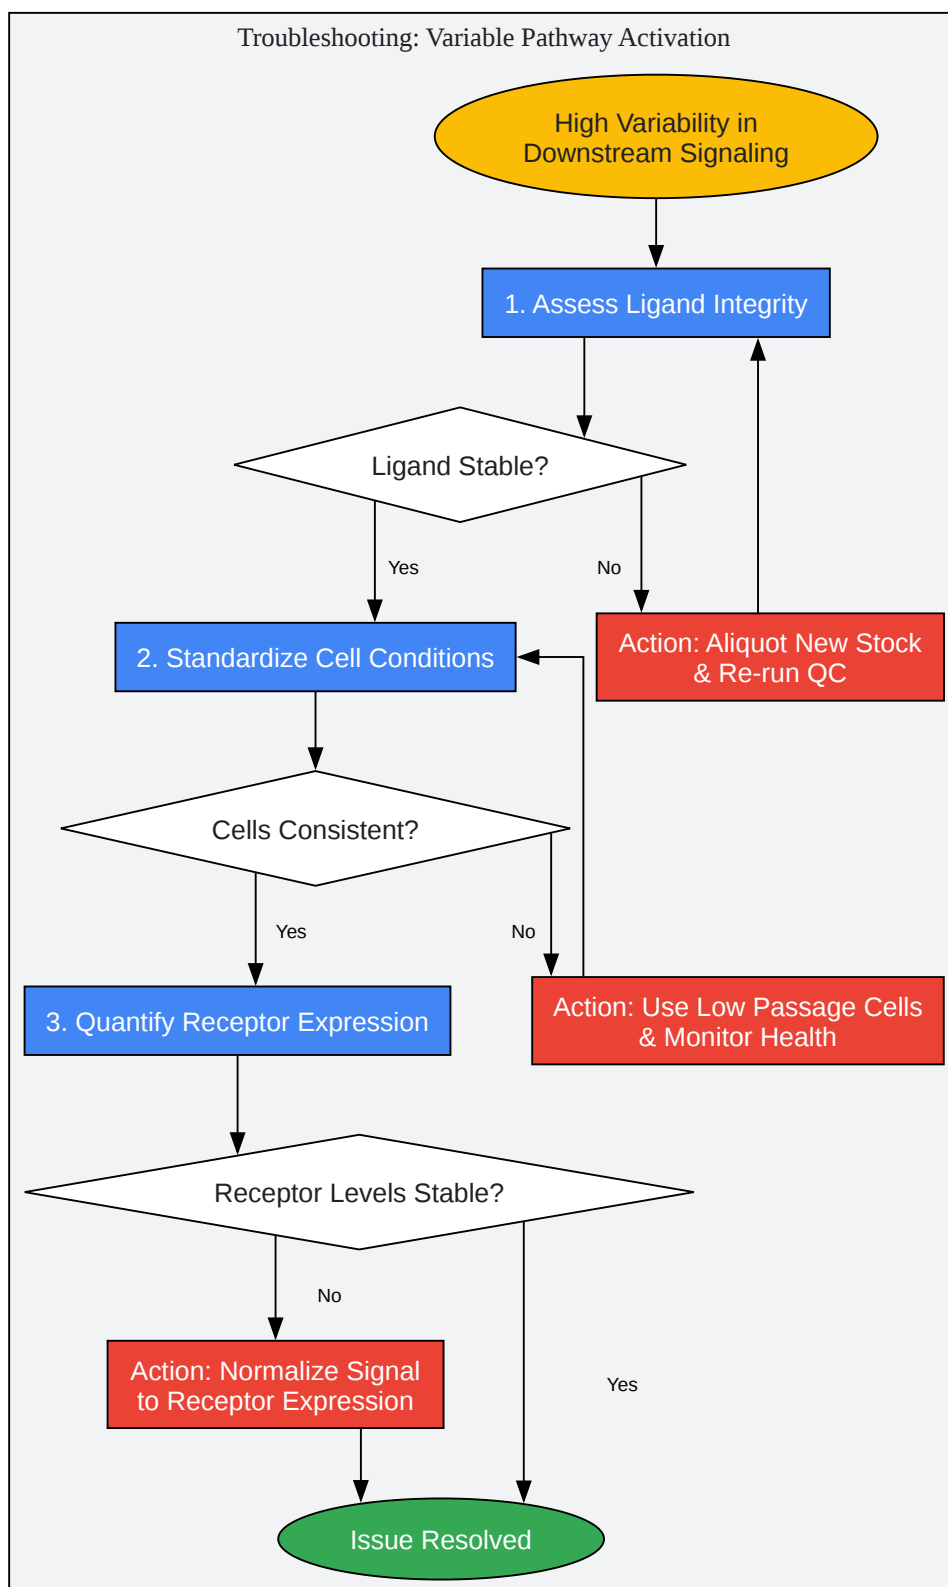 Troubleshooting: Variable Pathway Activation
High Variability in
Downstream Signaling
1. Assess Ligand Integrity
Ligand Stable?
Yes
No
Action: Aliquot New Stock
& Re-run QC
2. Standardize Cell Conditions
Cells Consistent?
Yes
No
Action: Use Low Passage Cells
& Monitor Health
3. Quantify Receptor Expression
Receptor Levels Stable?
No
Action: Normalize Signal
to Receptor Expression
Yes
Issue Resolved